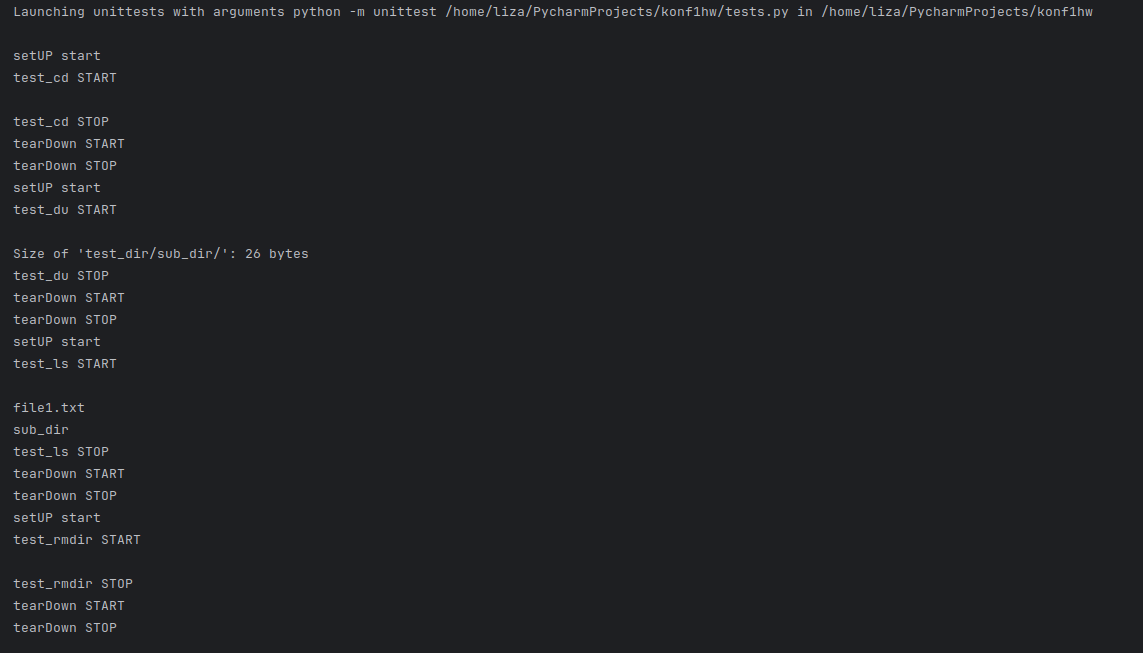 Launching unittests with arguments python -m unittest /home/liza/PycharmProjects/konf1hw/tests.py in /home/liza/PycharmProjects/konf1hw
setUP start
test_cd START
test_cd STOP
tearDown START
tearDown STOP
setUP start
test_du START
Size of 'test_dir/sub_dir/': 26 bytes
test_du STOP
tearDown START
tearDown STOP
setUP start
test_ls START
file1.txt
sub_dir
test_ls STOP
tearDown START
tearDown STOP
setUP start
test_rmdir START
test_rmdir STOP
tearDown START
tearDown STOP